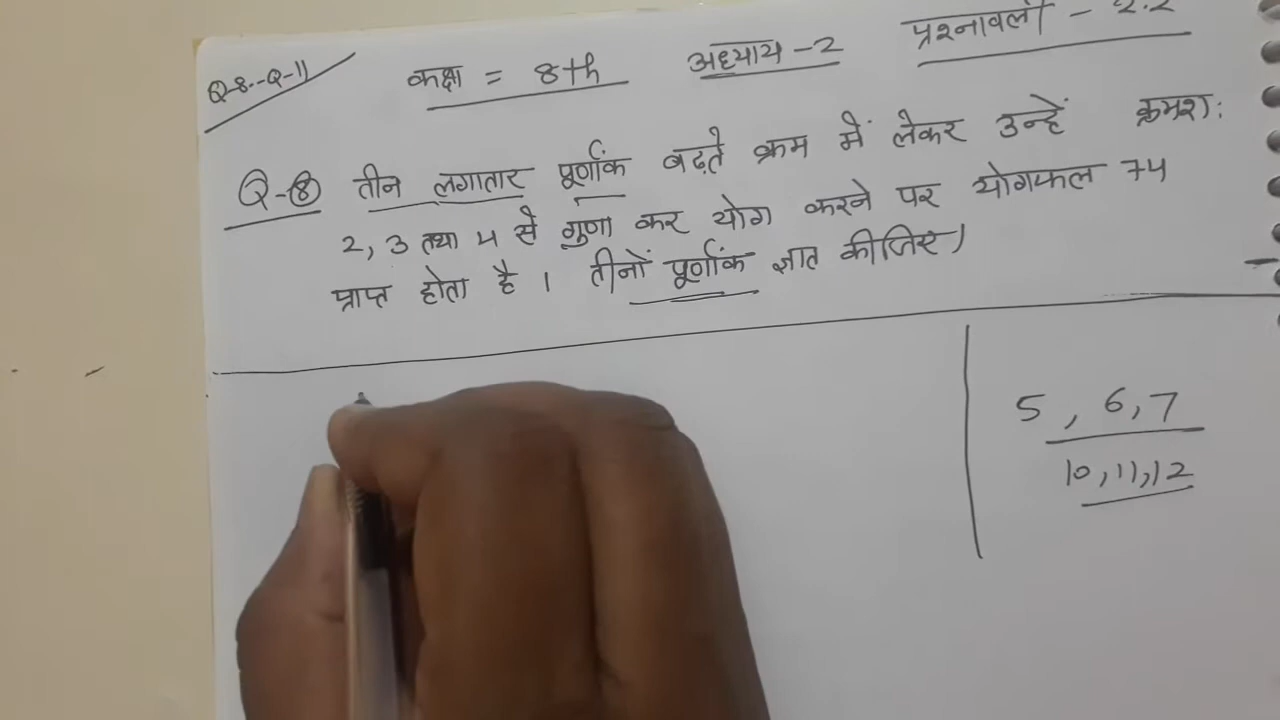 Q-8--Q-11
कक्षा = 8th अध्याय -2 प्रश्नावली - 2.2
Q-8 तीन लगातार पूर्णांक बढ़ते क्रम में लेकर उन्हें क्रमश:
2, 3 तथा 4 से गुणा कर योग करने पर योगफल 74
प्राप्त होता है । तीनों पूर्णांक ज्ञात कीजिए।
5 , 6, 7
10, 11, 12